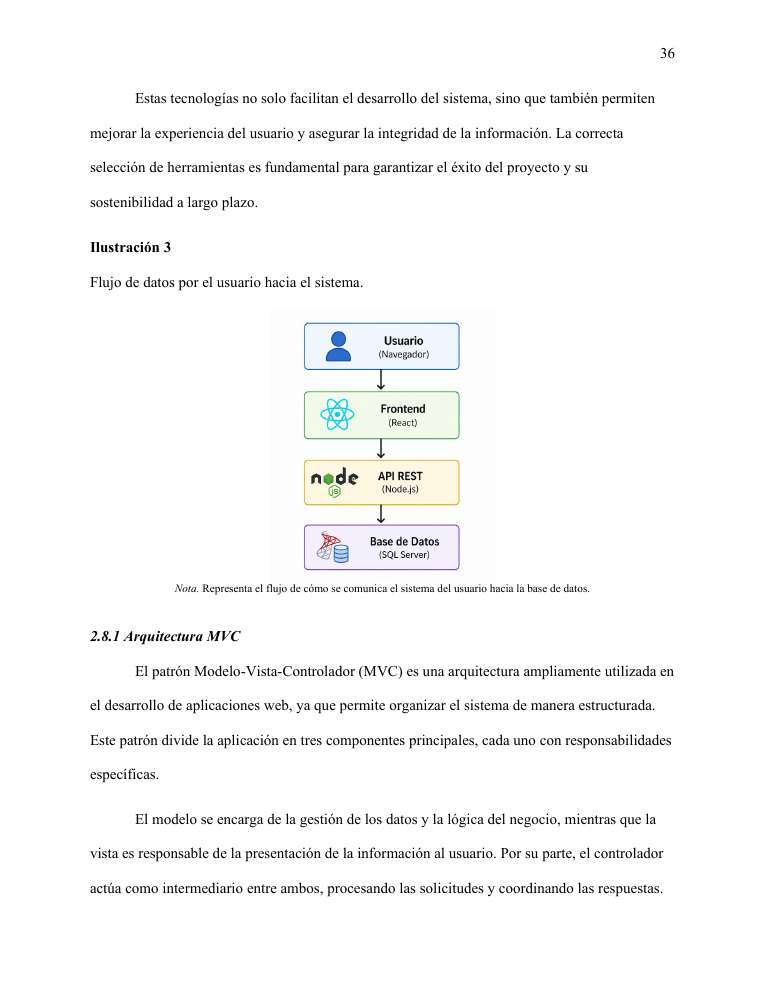 36
Estas tecnologías no solo facilitan el desarrollo del sistema, sino que también permiten
mejorar la experiencia del usuario y asegurar la integridad de la información. La correcta
selección de herramientas es fundamental para garantizar el éxito del proyecto y su
sostenibilidad a largo plazo.
Ilustración 3
Flujo de datos por el usuario hacia el sistema.
Usuario
(Navegador)
Frontend
(React)
node
JS
API REST
(Node.js)
Base de Datos
(SQL Server)
Nota. Representa el flujo de cómo se comunica el sistema del usuario hacia la base de datos.
2.8.1 Arquitectura MVC
El patrón Modelo-Vista-Controlador (MVC) es una arquitectura ampliamente utilizada en
el desarrollo de aplicaciones web, ya que permite organizar el sistema de manera estructurada.
Este patrón divide la aplicación en tres componentes principales, cada uno con responsabilidades
específicas.
El modelo se encarga de la gestión de los datos y la lógica del negocio, mientras que la
vista es responsable de la presentación de la información al usuario. Por su parte, el controlador
actúa como intermediario entre ambos, procesando las solicitudes y coordinando las respuestas.